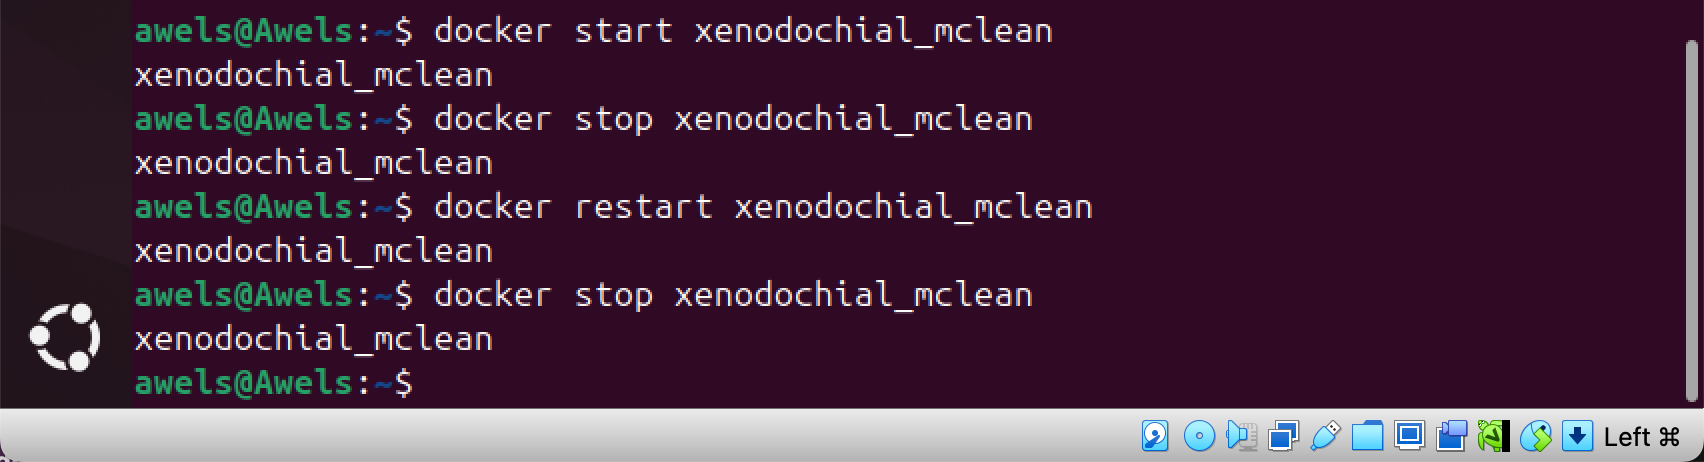 awels@Awels:~$ docker start xenodochial_mclean
xenodochial_mclean
awels@Awels:~$ docker stop xenodochial_mclean
xenodochial_mclean
awels@Awels:~$ docker restart xenodochial_mclean
xenodochial_mclean
awels@Awels:~$ docker stop xenodochial_mclean
xenodochial_mclean
awels@Awels:~$
Left ⌘